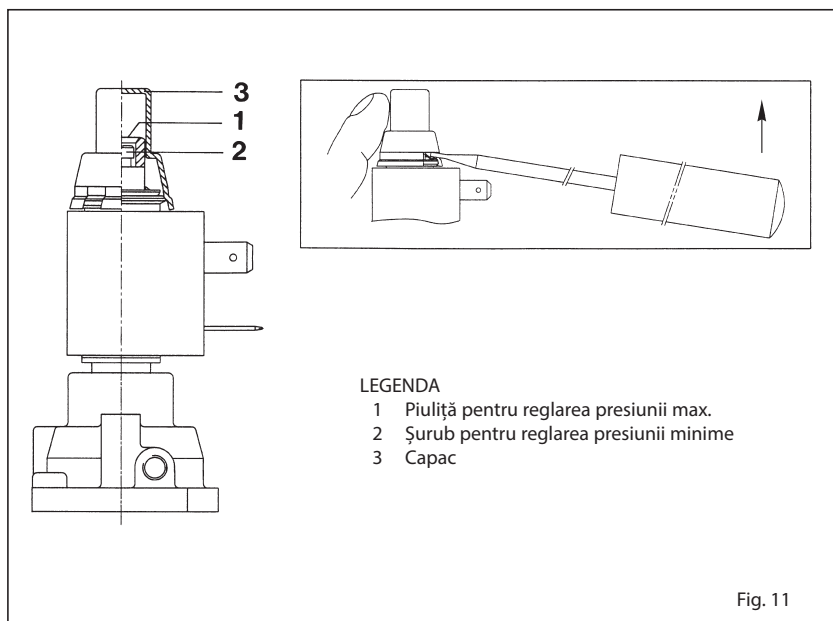 3
1
2
LEGENDA
1 Piuliță pentru reglarea presiunii max.
2 Șurub pentru reglarea presiunii minime
3 Capac
Fig. 11